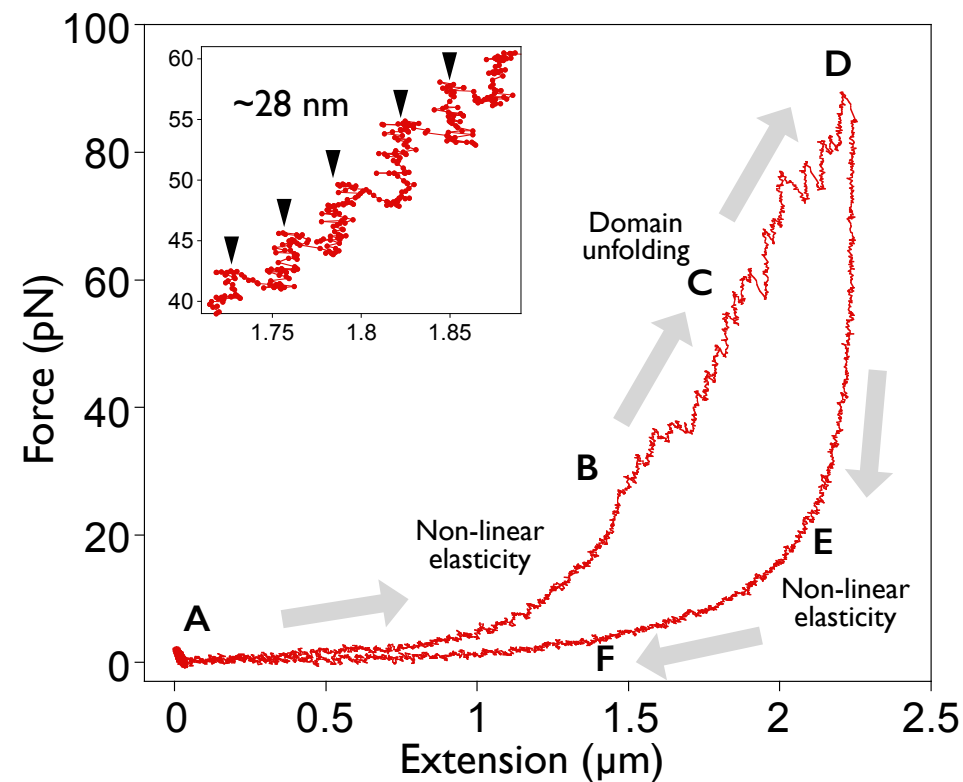 100
80
60
40
20
0
Force (pN)
60
55
50
45
40
~28 nm
1.75
1.8
1.85
D
Domain
unfolding
C
B
Non-linear
elasticity
A
E
Non-linear
elasticity
F
0
0.5
1
1.5
2
2.5
Extension (μm)